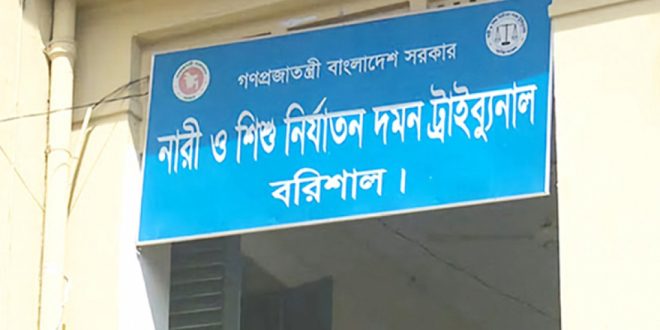 গণপ্রজাতন্ত্রী বাংলাদেশ সরকার
নারী ও শিশু নির্যাতন দমন ট্রাইব্যুনাল
বরিশাল ।